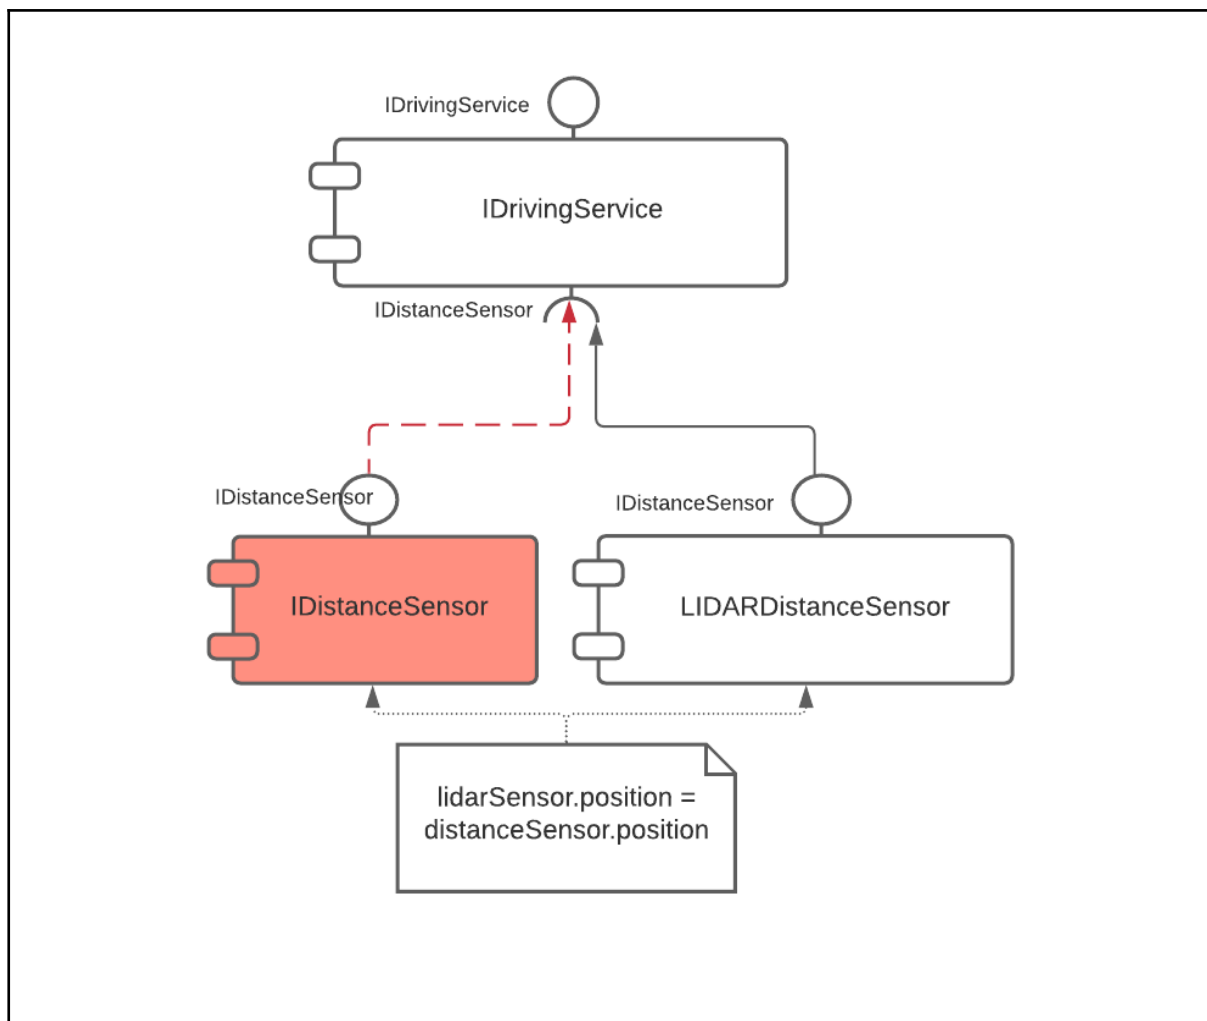 IDrivingService
IDrivingService
IDistanceSensor
IDistanceSensor
IDistanceSensor
IDistanceSensor
LIDARDistanceSensor
lidarSensor.position =
distanceSensor.position